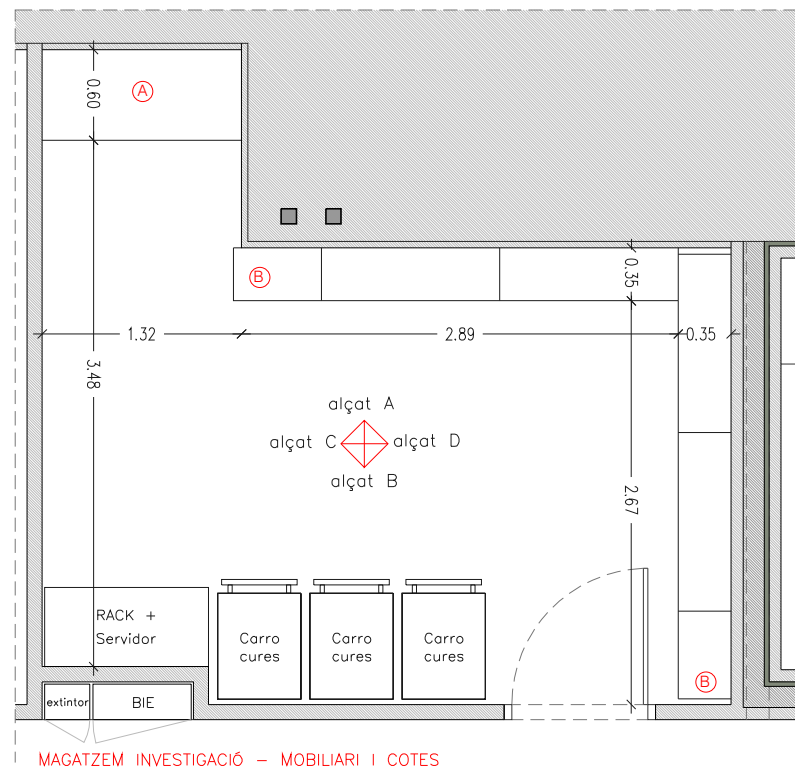 0.60
A
B
0.35
1.32
2.89
0.35
3.48
alçat A
alçat C
alçat D
alçat B
2.67
RACK +
Servidor
Carro
cures
Carro
cures
Carro
cures
B
extintor
BIE
MAGATZEM INVESTIGACIÓ – MOBILIARI I COTES